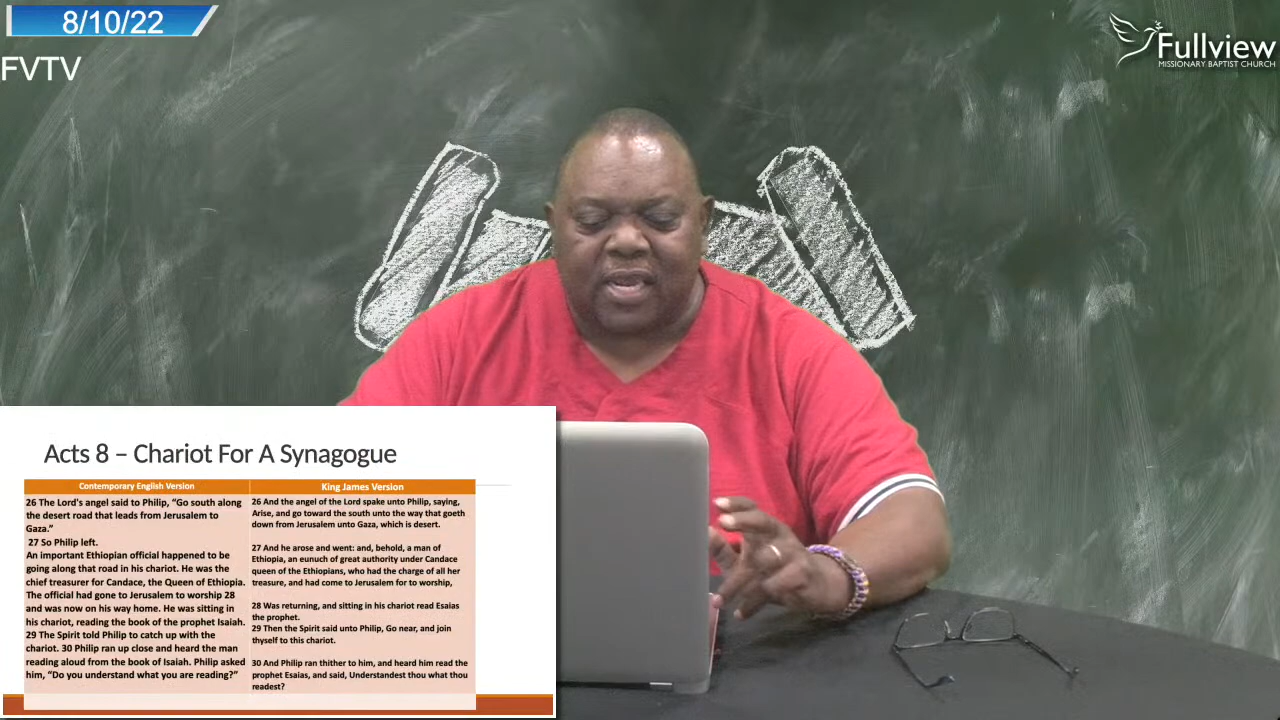 8/10/22
FVTV
Fullview
MISSIONARY BAPTIST CHURCH
Acts 8 – Chariot For A Synagogue
Contemporary English Version
26 The Lord's angel said to Philip, “Go south along
the desert road that leads from Jerusalem to
Gaza.”
27 So Philip left.
An important Ethiopian official happened to be
going along that road in his chariot. He was the
chief treasurer for Candace, the Queen of Ethiopia.
The official had gone to Jerusalem to worship 28
and was now on his way home. He was sitting in
his chariot, reading the book of the prophet Isaiah.
29 The Spirit told Philip to catch up with the
chariot. 30 Philip ran up close and heard the man
reading aloud from the book of Isaiah. Philip asked
him, “Do you understand what you are reading?”
King James Version
26 And the angel of the Lord spake unto Philip, saying,
Arise, and go toward the south unto the way that goeth
down from Jerusalem unto Gaza, which is desert.
27 And he arose and went: and, behold, a man of
Ethiopia, an eunuch of great authority under Candace
queen of the Ethiopians, who had the charge of all her
treasure, and had come to Jerusalem for to worship,
28 Was returning, and sitting in his chariot read Esaias
the prophet.
29 Then the Spirit said unto Philip, Go near, and join
thyself to this chariot.
30 And Philip ran thither to him, and heard him read the
prophet Esaias, and said, Understandest thou what thou
readest?